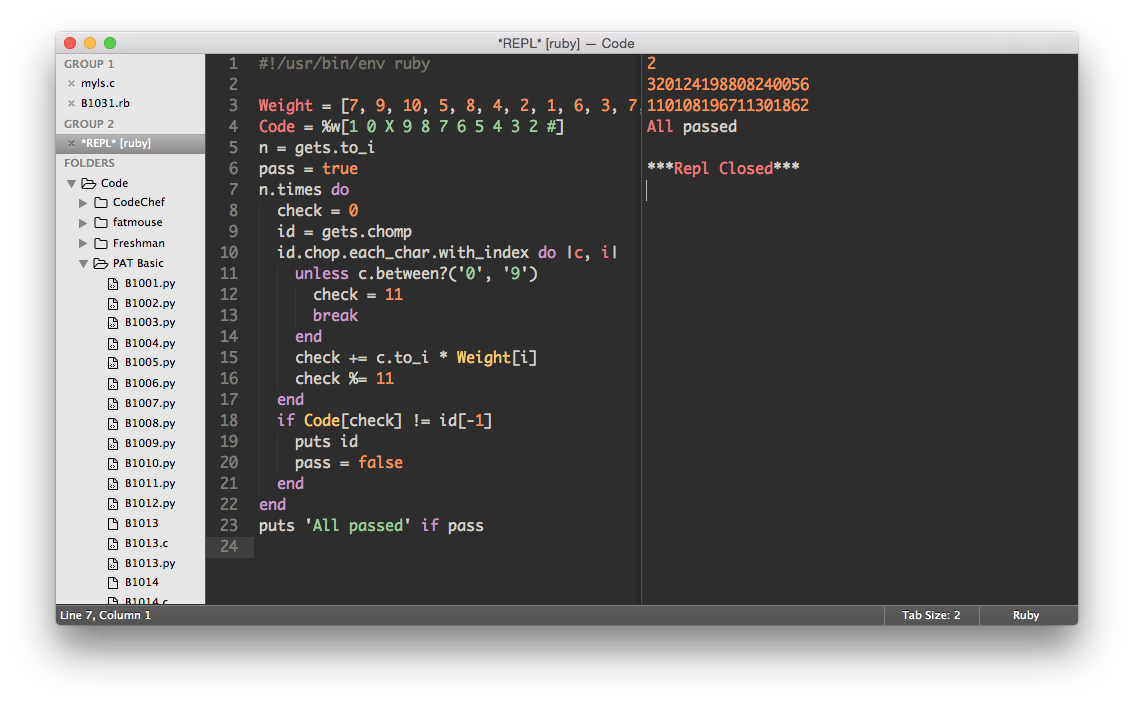 *REPL* [ruby] — Code
GROUP 1
myls.c
B1031.rb
GROUP 2
*REPL* [ruby]
FOLDERS
Code
CodeChef
fatmouse
Freshman
PAT Basic
B1001.py
B1002.py
B1003.py
B1004.py
B1005.py
B1006.py
B1007.py
B1008.py
B1009.py
B1010.py
B1011.py
B1012.py
B1013
B1013.c
B1013.py
B1014
B1014.c
1 #!/usr/bin/env ruby
2
3 Weight = [7, 9, 10, 5, 8, 4, 2, 1, 6, 3, 7,
4 Code = %w[1 0 X 9 8 7 6 5 4 3 2 #]
5 n = gets.to_i
6 pass = true
7 n.times do
8   check = 0
9   id = gets.chomp
10   id.chop.each_char.with_index do |c, i|
11     unless c.between?('0', '9')
12       check = 11
13       break
14     end
15     check += c.to_i * Weight[i]
16     check %= 11
17   end
18   if Code[check] != id[-1]
19     puts id
20     pass = false
21   end
22 end
23 puts 'All passed' if pass
24
2
320124198808240056
110108196711301862
All passed
***Repl Closed***
Line 7, Column 1
Tab Size: 2
Ruby